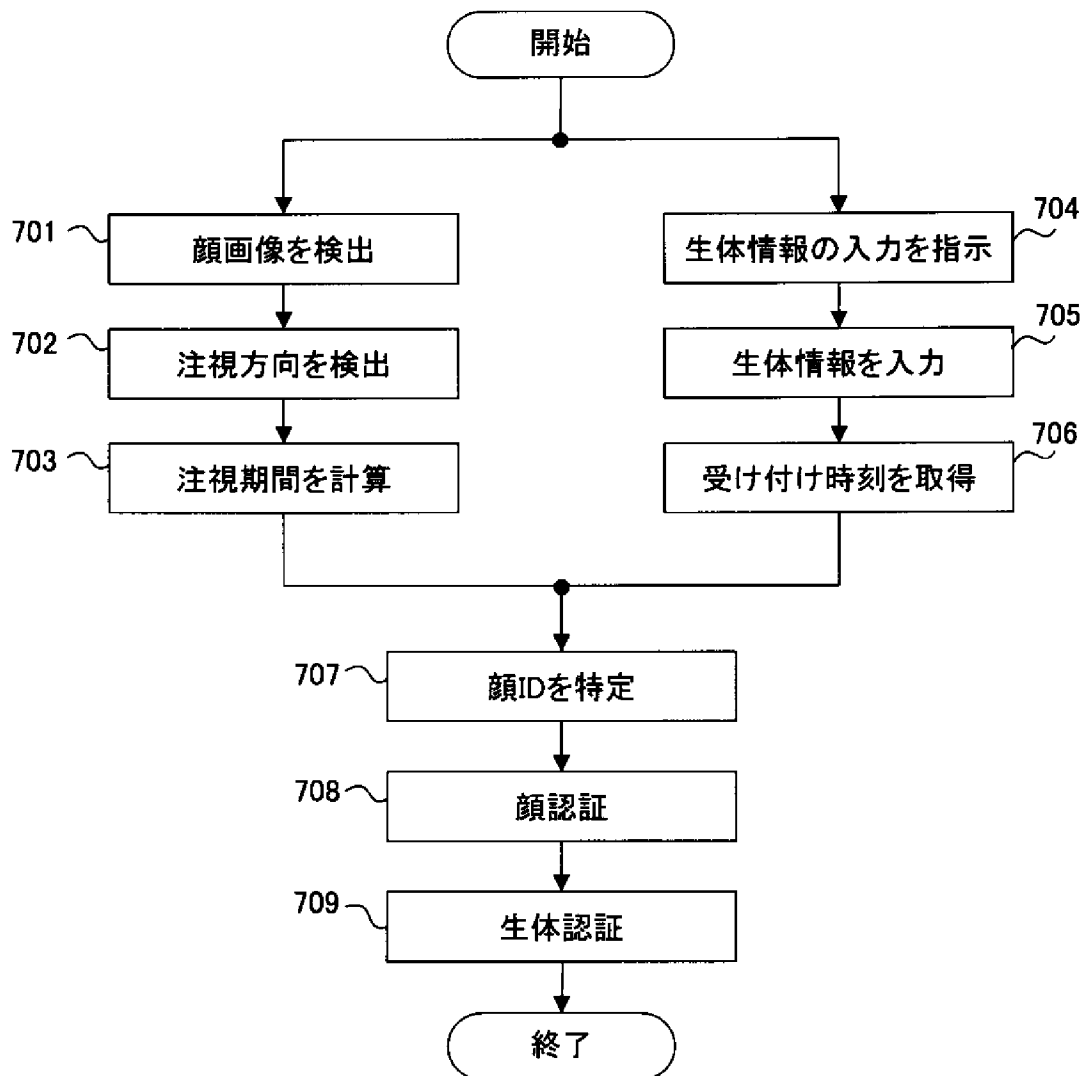 開始
701
顔画像を検出
702
注視方向を検出
703
注視期間を計算
704
生体情報の入力を指示
705
生体情報を入力
706
受け付け時刻を取得
707
顔IDを特定
708
顔認証
709
生体認証
終了